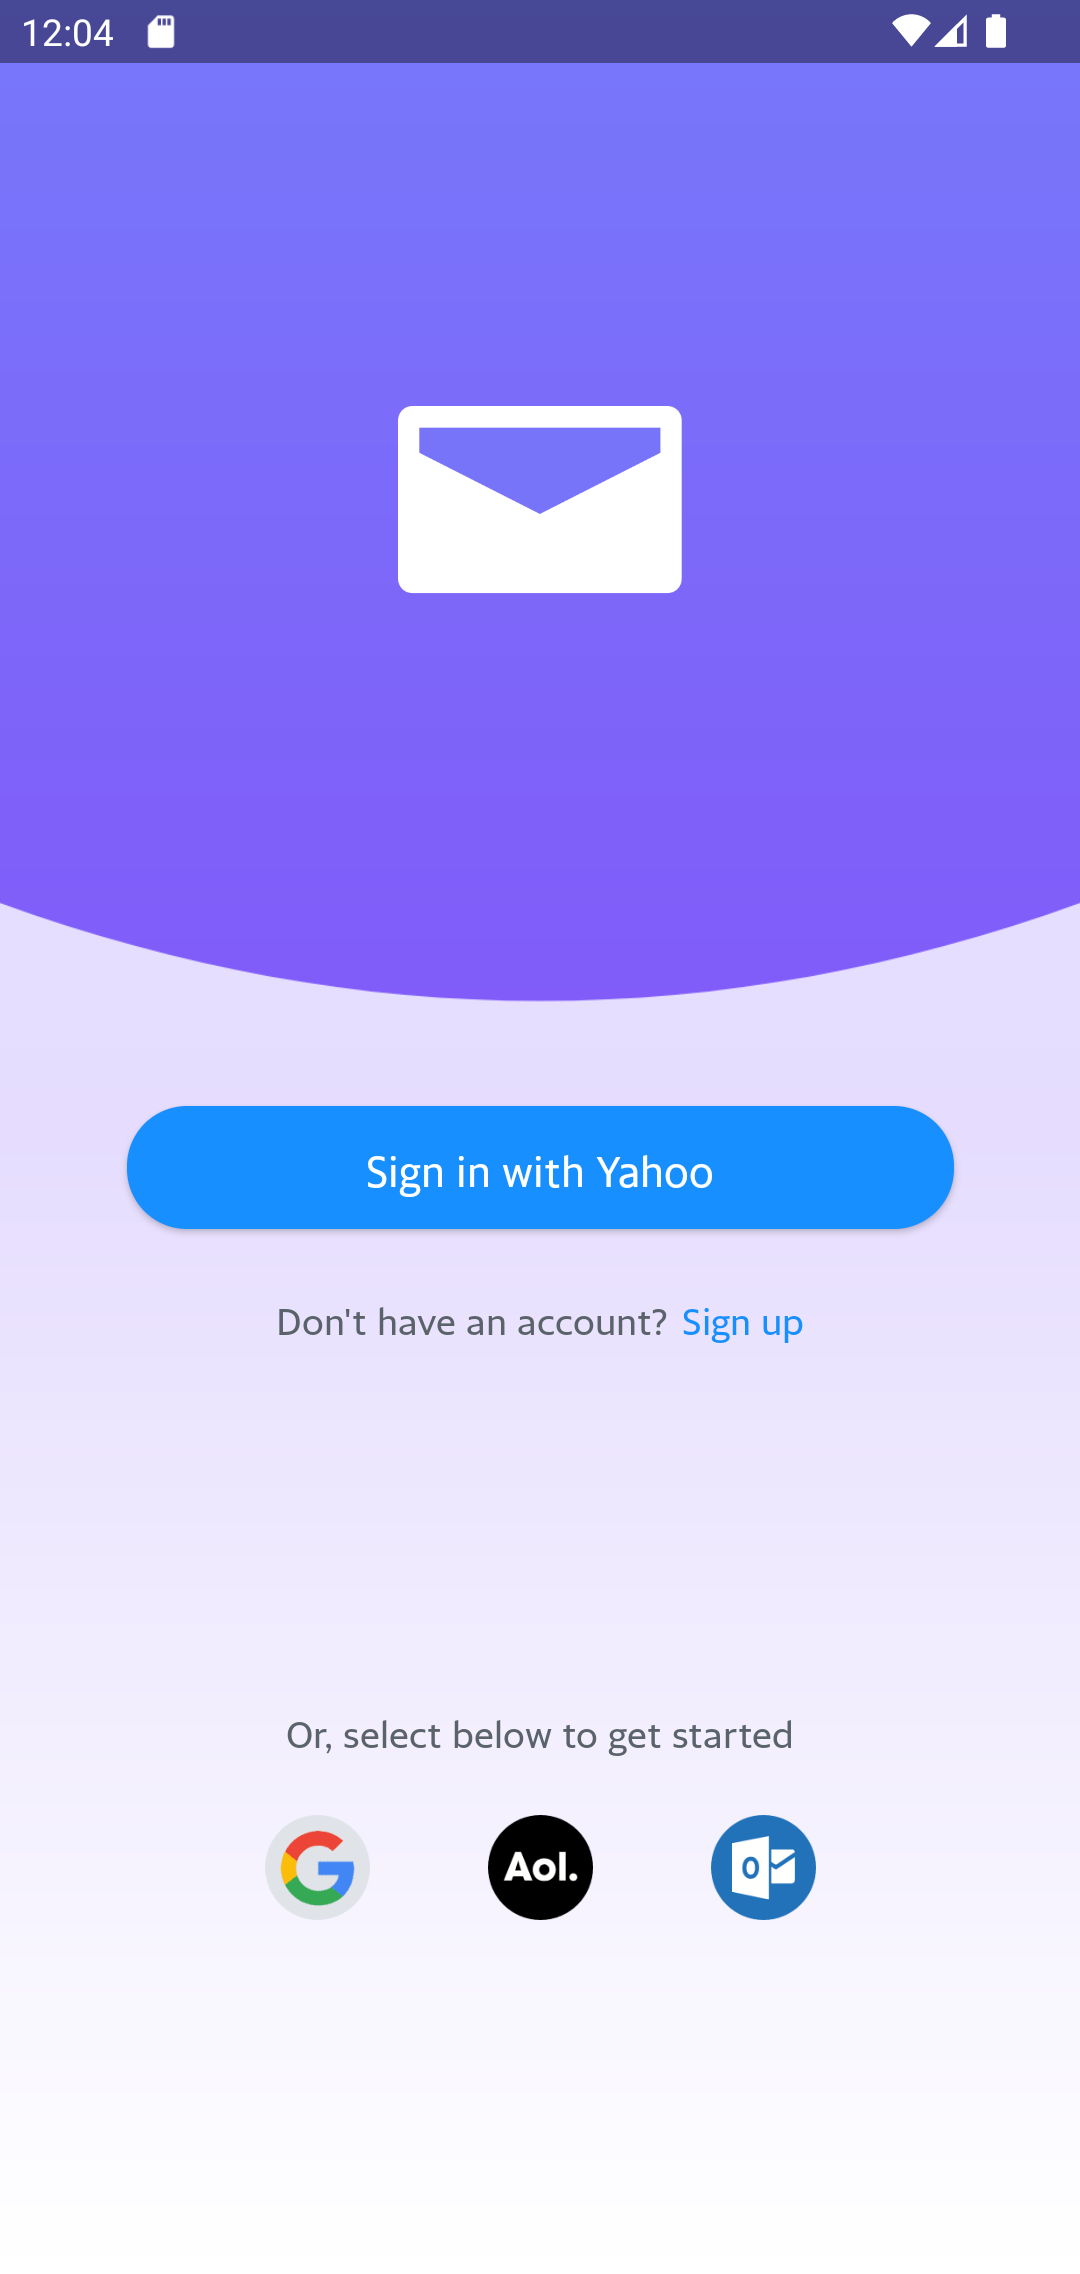 12:04
Sign in with Yahoo
Don't have an account? Sign up
Or, select below to get started
Aol.